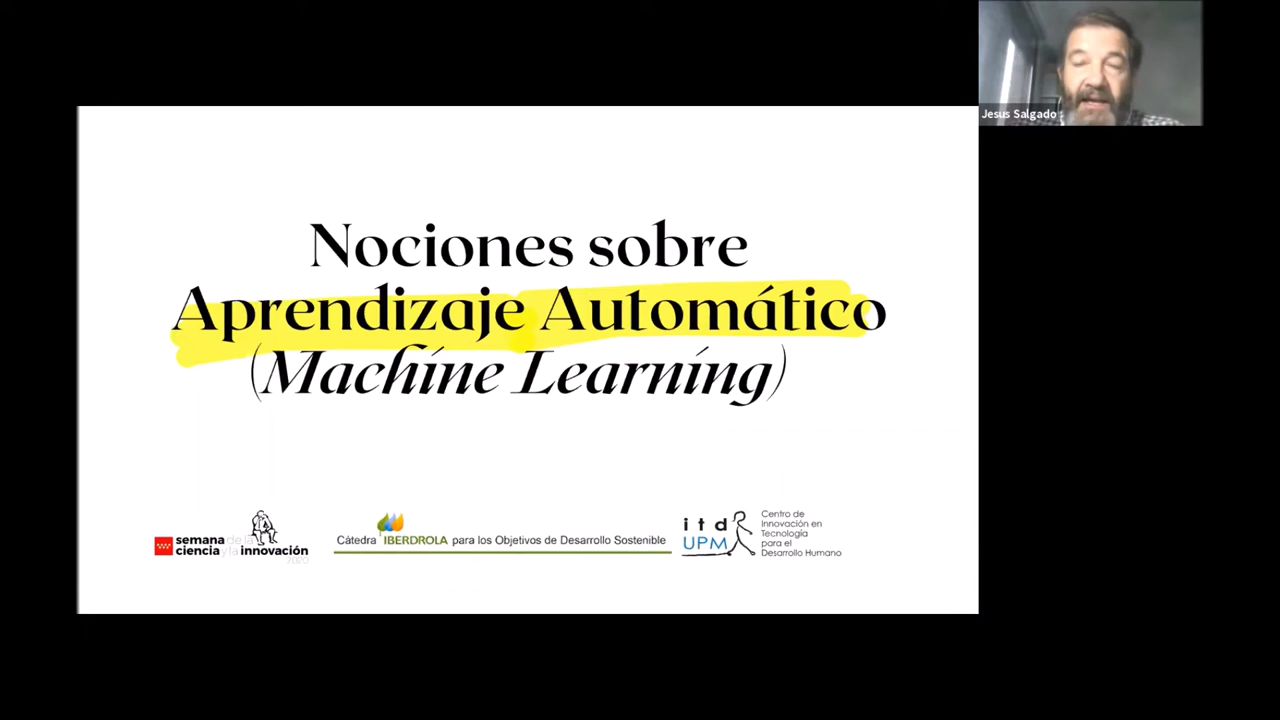 Jesus Salgado
Nociones sobre
Aprendizaje Automático
(Machine Learning)
semana de la
ciencia y la innovación
2020
Cátedra IBERDROLA para los Objetivos de Desarrollo Sostenible
itd
UPM
Centro de
Innovación en
Tecnología
para el
Desarrollo Humano